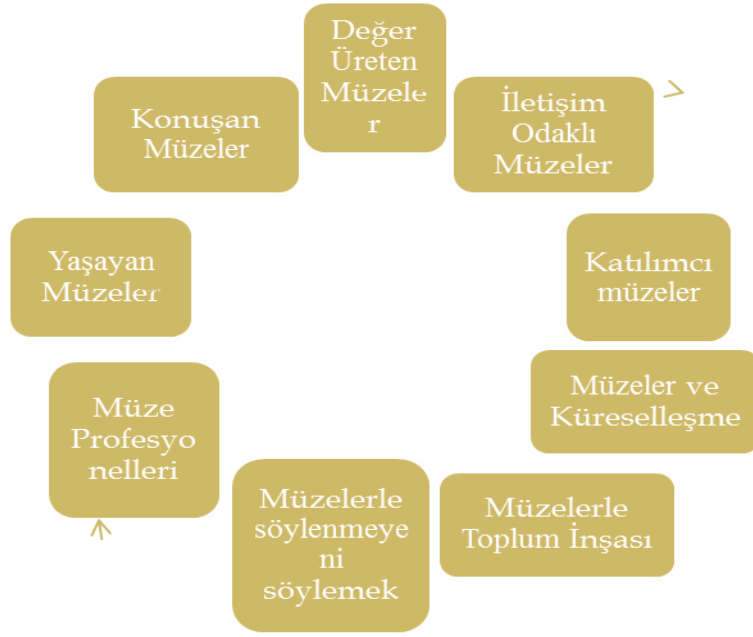 Değer
Üreten
Müzele
r
İletişim
Odaklı
Müzeler
Katılımcı
müzeler
Müzeler ve
Küreselleşme
Müzelerle
Toplum İnşası
Müzelerle
söylenmeye
ni
söylemek
Müze
Profesyo
nelleri
Yaşayan
Müzeler
Konuşan
Müzeler